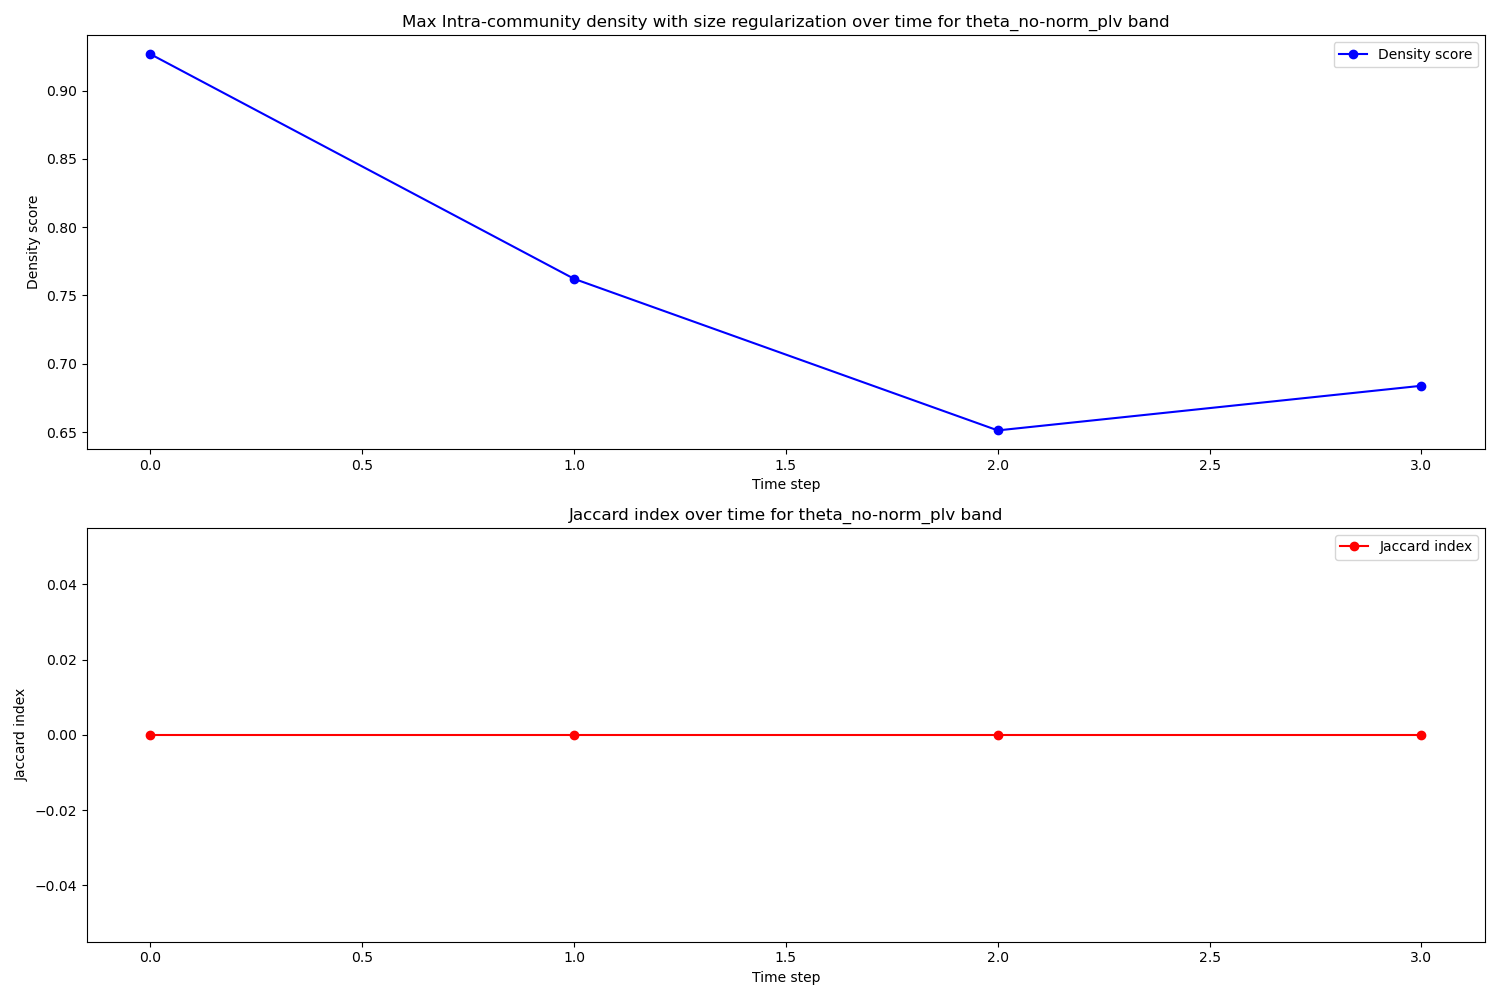 Max Intra-community density with size regularization over time for theta_no-norm_plv band
Density score
0.90
0.85
0.80
0.75
0.70
0.65
Density score
0.0 0.5 1.0 1.5 2.0 2.5 3.0
Time step
Jaccard index over time for theta_no-norm_plv band
Jaccard index
0.04
0.02
0.00
−0.02
−0.04
Jaccard index
0.0 0.5 1.0 1.5 2.0 2.5 3.0
Time step